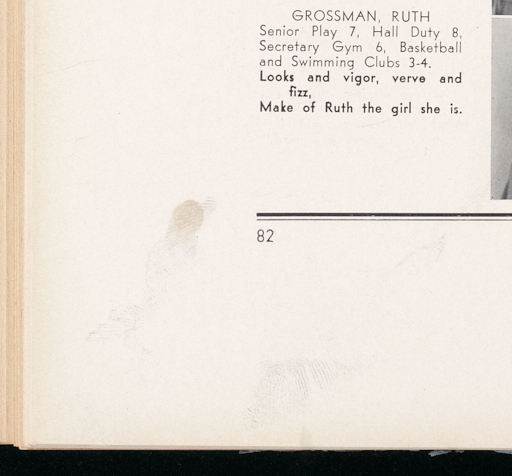 GROSSMAN, RUTH
Senior Play 7, Hall Duty 8,
Secretary Gym 6, Basketball
and Swimming Clubs 3-4.
Looks and vigor, verve and
fizz,
Make of Ruth the girl she is.
82